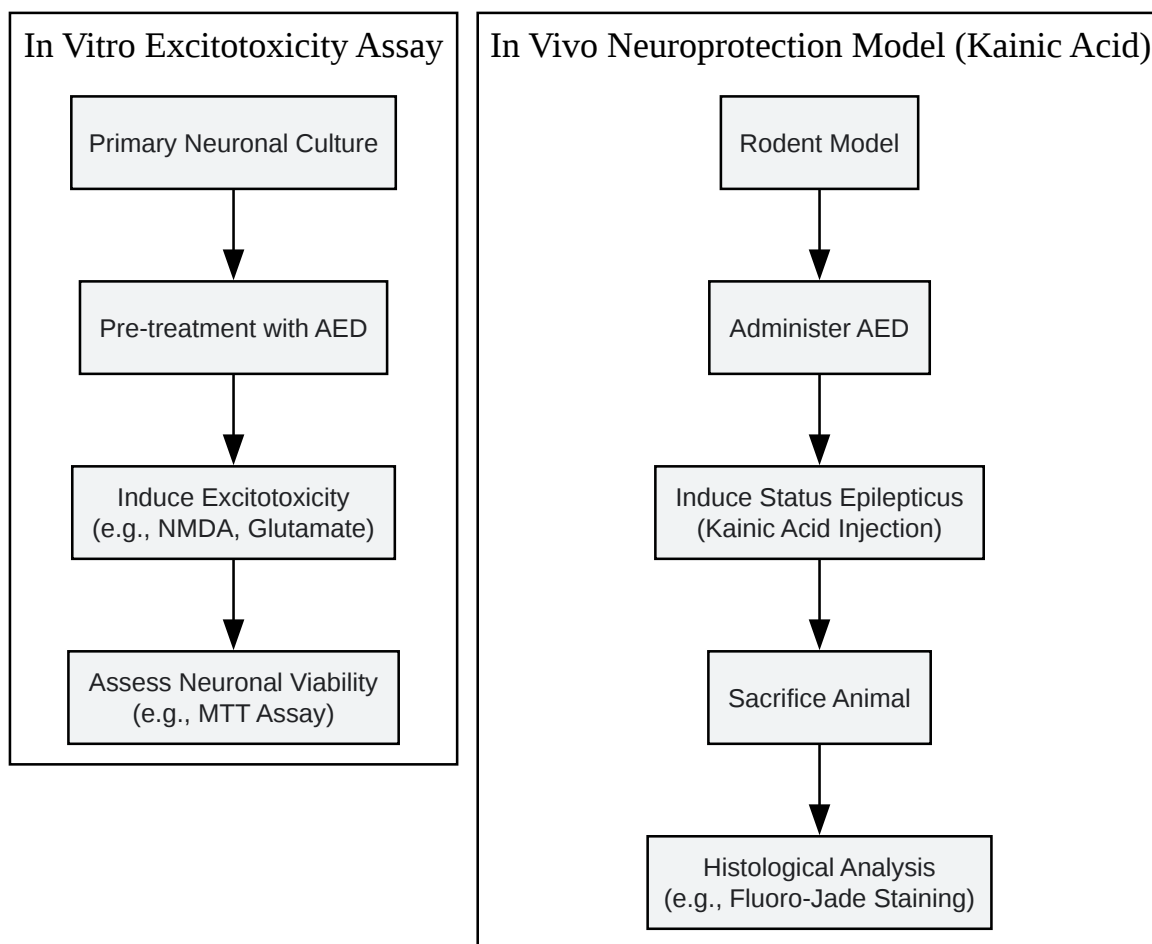 In Vitro Excitotoxicity Assay
Primary Neuronal Culture
Pre-treatment with AED
Induce Excitotoxicity
(e.g., NMDA, Glutamate)
Assess Neuronal Viability
(e.g., MTT Assay)
In Vivo Neuroprotection Model (Kainic Acid)
Rodent Model
Administer AED
Induce Status Epilepticus
(Kainic Acid Injection)
Sacrifice Animal
Histological Analysis
(e.g., Fluoro-Jade Staining)